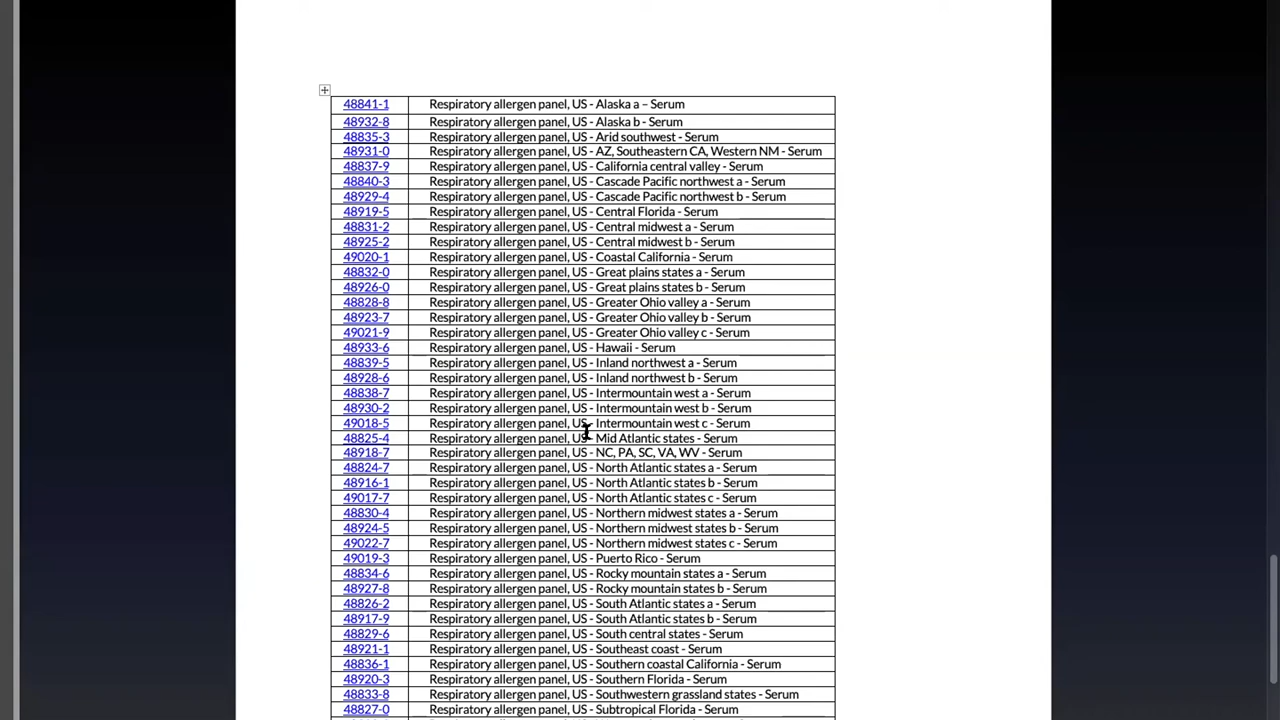 48841-1 Respiratory allergen panel, US - Alaska a – Serum
48932-8 Respiratory allergen panel, US - Alaska b - Serum
48835-3 Respiratory allergen panel, US - Arid southwest - Serum
48931-0 Respiratory allergen panel, US - AZ, Southeastern CA, Western NM - Serum
48837-9 Respiratory allergen panel, US - California central valley - Serum
48840-3 Respiratory allergen panel, US - Cascade Pacific northwest a - Serum
48929-4 Respiratory allergen panel, US - Cascade Pacific northwest b - Serum
48919-5 Respiratory allergen panel, US - Central Florida - Serum
48831-2 Respiratory allergen panel, US - Central midwest a - Serum
48925-2 Respiratory allergen panel, US - Central midwest b - Serum
49020-1 Respiratory allergen panel, US - Coastal California - Serum
48832-0 Respiratory allergen panel, US - Great plains states a - Serum
48926-0 Respiratory allergen panel, US - Great plains states b - Serum
48828-8 Respiratory allergen panel, US - Greater Ohio valley a - Serum
48923-7 Respiratory allergen panel, US - Greater Ohio valley b - Serum
49021-9 Respiratory allergen panel, US - Greater Ohio valley c - Serum
48933-6 Respiratory allergen panel, US - Hawaii - Serum
48839-5 Respiratory allergen panel, US - Inland northwest a - Serum
48928-6 Respiratory allergen panel, US - Inland northwest b - Serum
48838-7 Respiratory allergen panel, US - Intermountain west a - Serum
48930-2 Respiratory allergen panel, US - Intermountain west b - Serum
49018-5 Respiratory allergen panel, US - Intermountain west c - Serum
48825-4 Respiratory allergen panel, US - Mid Atlantic states - Serum
48918-7 Respiratory allergen panel, US - NC, PA, SC, VA, WV - Serum
48824-7 Respiratory allergen panel, US - North Atlantic states a - Serum
48916-1 Respiratory allergen panel, US - North Atlantic states b - Serum
49017-7 Respiratory allergen panel, US - North Atlantic states c - Serum
48830-4 Respiratory allergen panel, US - Northern midwest states a - Serum
48924-5 Respiratory allergen panel, US - Northern midwest states b - Serum
49022-7 Respiratory allergen panel, US - Northern midwest states c - Serum
49019-3 Respiratory allergen panel, US - Puerto Rico - Serum
48834-6 Respiratory allergen panel, US - Rocky mountain states a - Serum
48927-8 Respiratory allergen panel, US - Rocky mountain states b - Serum
48826-2 Respiratory allergen panel, US - South Atlantic states a - Serum
48917-9 Respiratory allergen panel, US - South Atlantic states b - Serum
48829-6 Respiratory allergen panel, US - South central states - Serum
48921-1 Respiratory allergen panel, US - Southeast coast - Serum
48836-1 Respiratory allergen panel, US - Southern coastal California - Serum
48920-3 Respiratory allergen panel, US - Southern Florida - Serum
48833-8 Respiratory allergen panel, US - Southwestern grassland states - Serum
48827-0 Respiratory allergen panel, US - Subtropical Florida - Serum